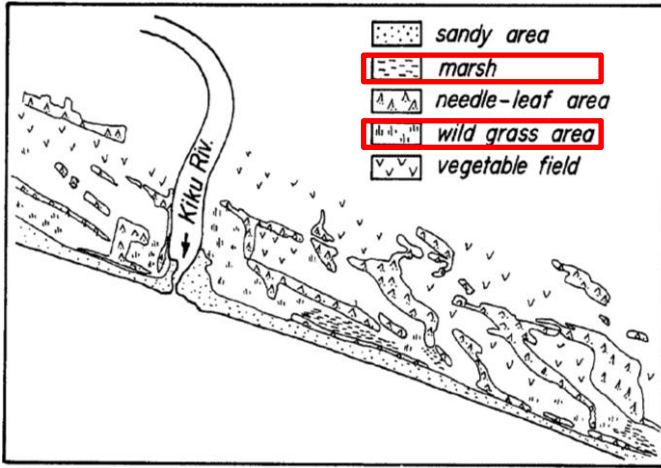 sandy area
marsh
needle-leaf area
wild grass area
vegetable field
Kiku Riv.